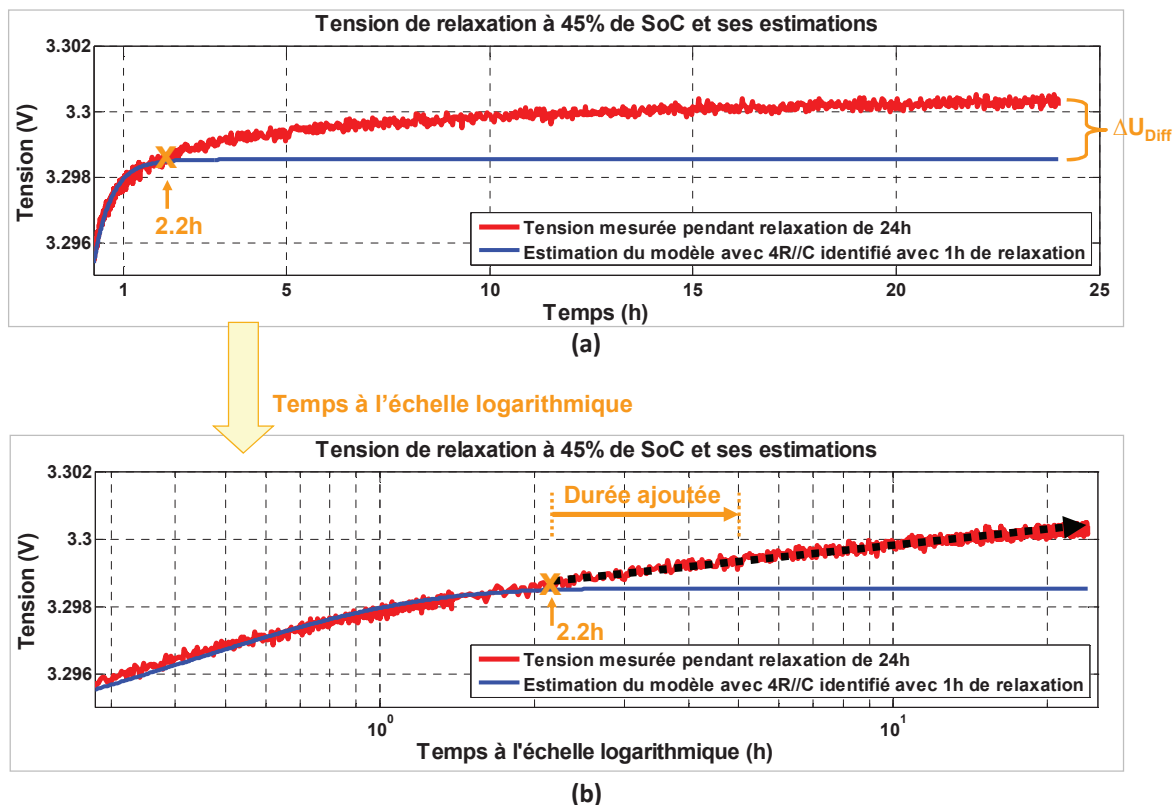 Tension de relaxation à 45% de SoC et ses estimations
3.302
3.3
3.298
3.296
Tension (V)
X
2.2h
ΔU_Diff
Tension mesurée pendant relaxation de 24h
Estimation du modèle avec 4R//C identifié avec 1h de relaxation
1
5
10
15
20
25
Temps (h)
(a)
Temps à l'échelle logarithmique
Tension de relaxation à 45% de SoC et ses estimations
3.302
3.3
3.298
3.296
Tension (V)
Durée ajoutée
X
2.2h
Tension mesurée pendant relaxation de 24h
Estimation du modèle avec 4R//C identifié avec 1h de relaxation
10⁰
10¹
Temps à l'échelle logarithmique (h)
(b)